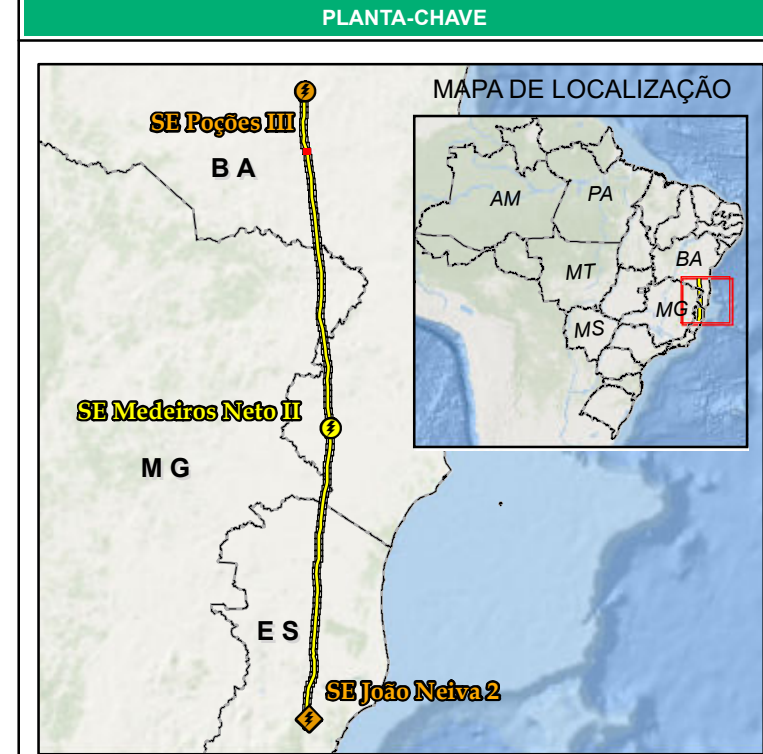 PLANTA-CHAVE
MAPA DE LOCALIZAÇÃO
SE Poções III
B A
AM
PA
MT
BA
MG
MS
SE Medeiros Neto II
M G
E S
SE João Neiva 2